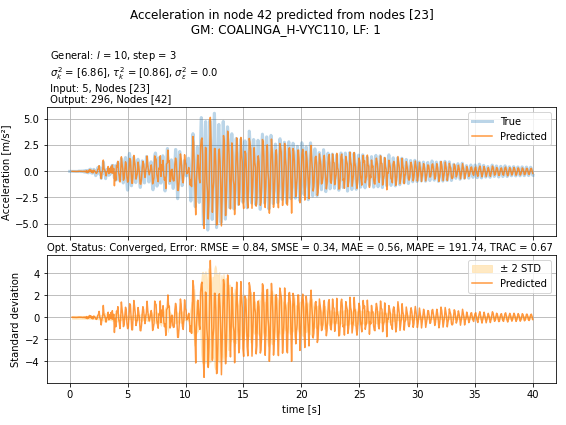 Acceleration in node 42 predicted from nodes [23]
GM: COALINGA_H-VYC110, LF: 1
General: l = 10, step = 3
σ²ₖ = [6.86], τ²ₖ = [0.86], σ²ε = 0.0
Input: 5, Nodes [23]
Output: 296, Nodes [42]
5.0
2.5
0.0
−2.5
−5.0
Acceleration [m/s²]
True
Predicted
Opt. Status: Converged, Error: RMSE = 0.84, SMSE = 0.34, MAE = 0.56, MAPE = 191.74, TRAC = 0.67
4
2
0
−2
−4
Standard deviation
± 2 STD
Predicted
0 5 10 15 20 25 30 35 40
time [s]